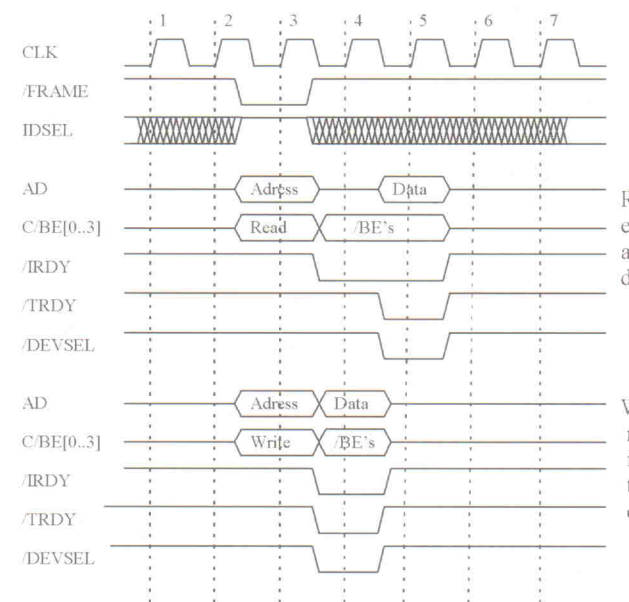 1 2 3 4 5 6 7
CLK
/FRAME
IDSEL
AD Adress Data
C/BE[0..3] Read /BE's
/IRDY
/TRDY
/DEVSEL
AD Adress Data
C/BE[0..3] Write /BE's
/IRDY
/TRDY
/DEVSEL